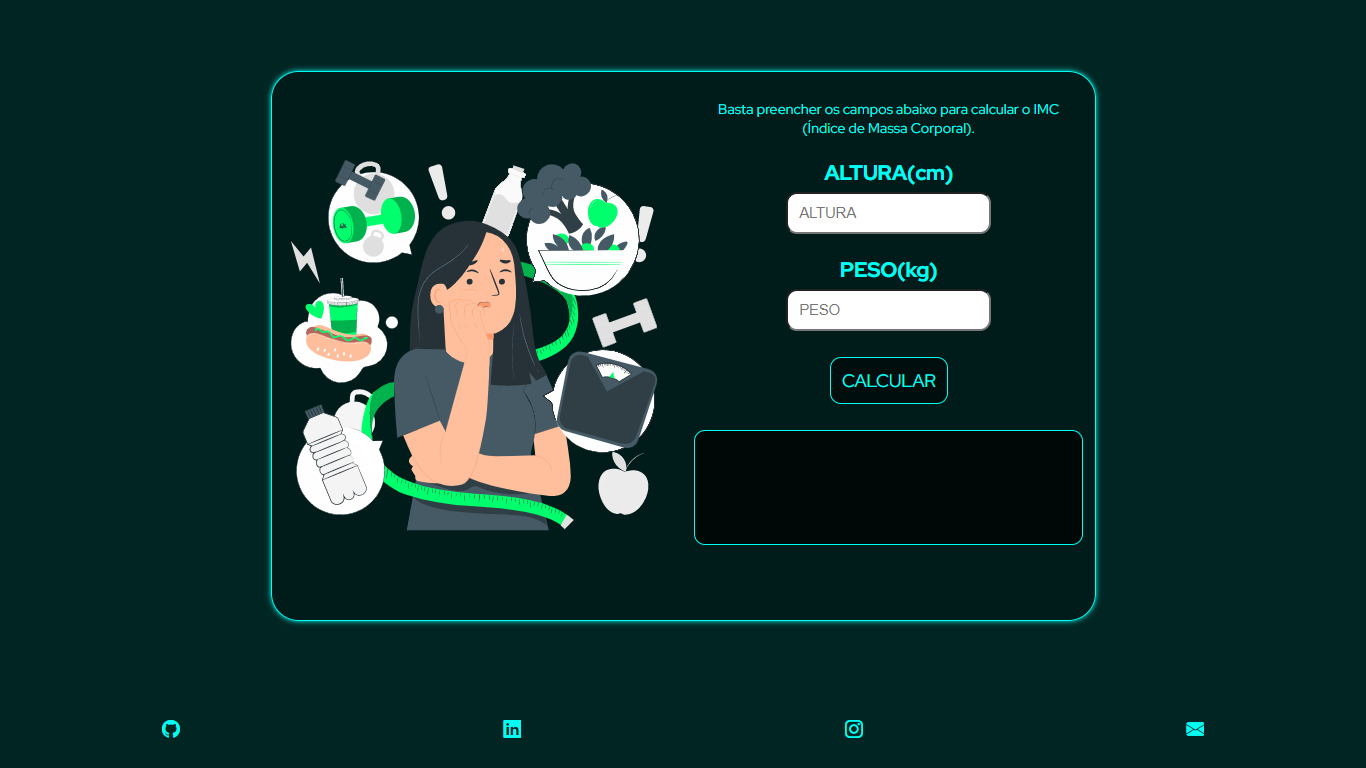 Basta preencher os campos abaixo para calcular o IMC
(Índice de Massa Corporal).
ALTURA(cm)
ALTURA
PESO(kg)
PESO
CALCULAR